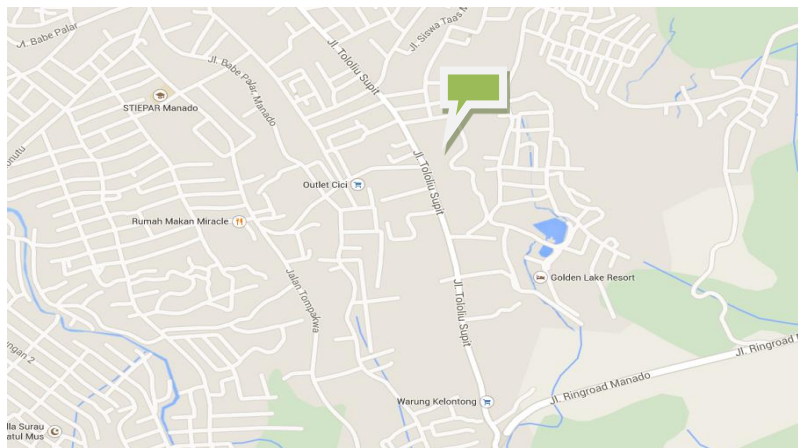 Jl. Babe Palar
Jl. Tololiu Supit
Jl. Siswa Taas
Jl. Babe Palar, Manado
STIEPAR Manado
Jl. Tololiu Supit
Outlet Cici
Rumah Makan Miracle
Jalan Tompakwa
Golden Lake Resort
Jl. Tololiu Supit
Jl. Ringroad
Jl. Ringroad Manado
Warung Kelontong
Surau
Mus